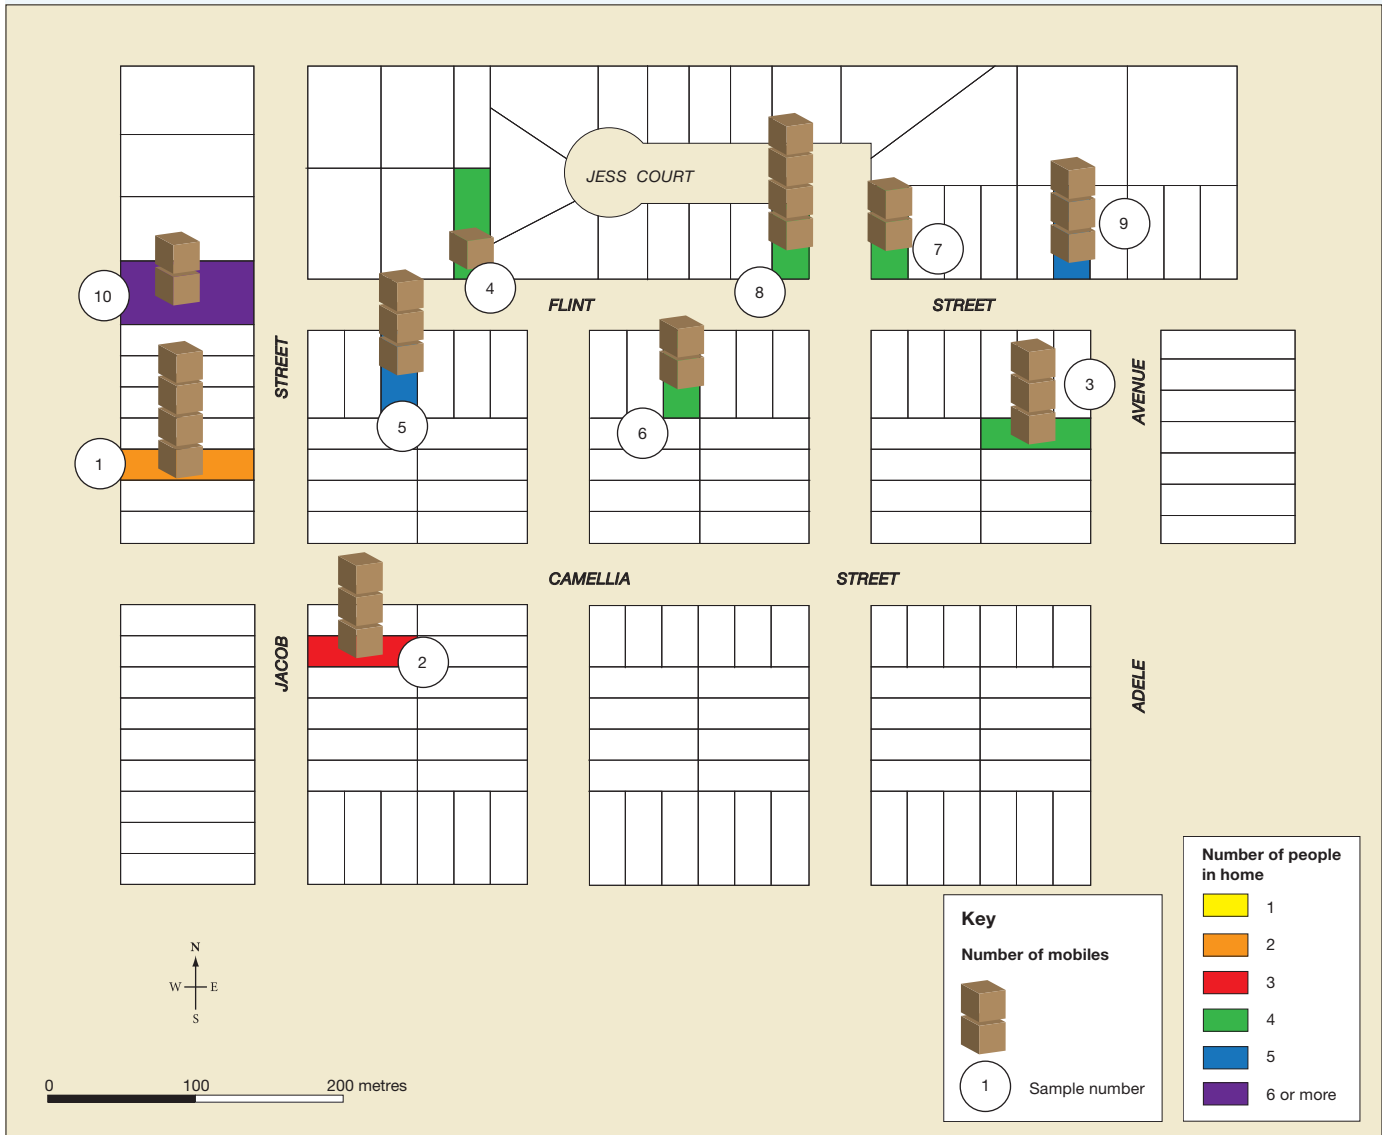 JESS COURT
10
4
8
7
9
FLINT STREET
STREET
AVENUE
1
5
6
3
CAMELLIA STREET
JACOB
2
ADELE
N
W E
S
0 100 200 metres
Key
Number of mobiles
1 Sample number
Number of people
in home
1
2
3
4
5
6 or more